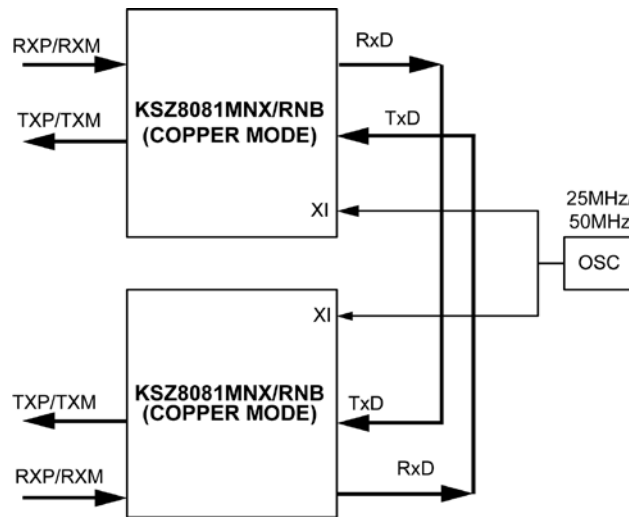 RXP/RXM
RxD
KSZ8081MNX/RNB
(COPPER MODE)
TXP/TXM
TxD
XI
25MHz/
50MHz
OSC
XI
KSZ8081MNX/RNB
(COPPER MODE)
TXP/TXM
TxD
RXP/RXM
RxD